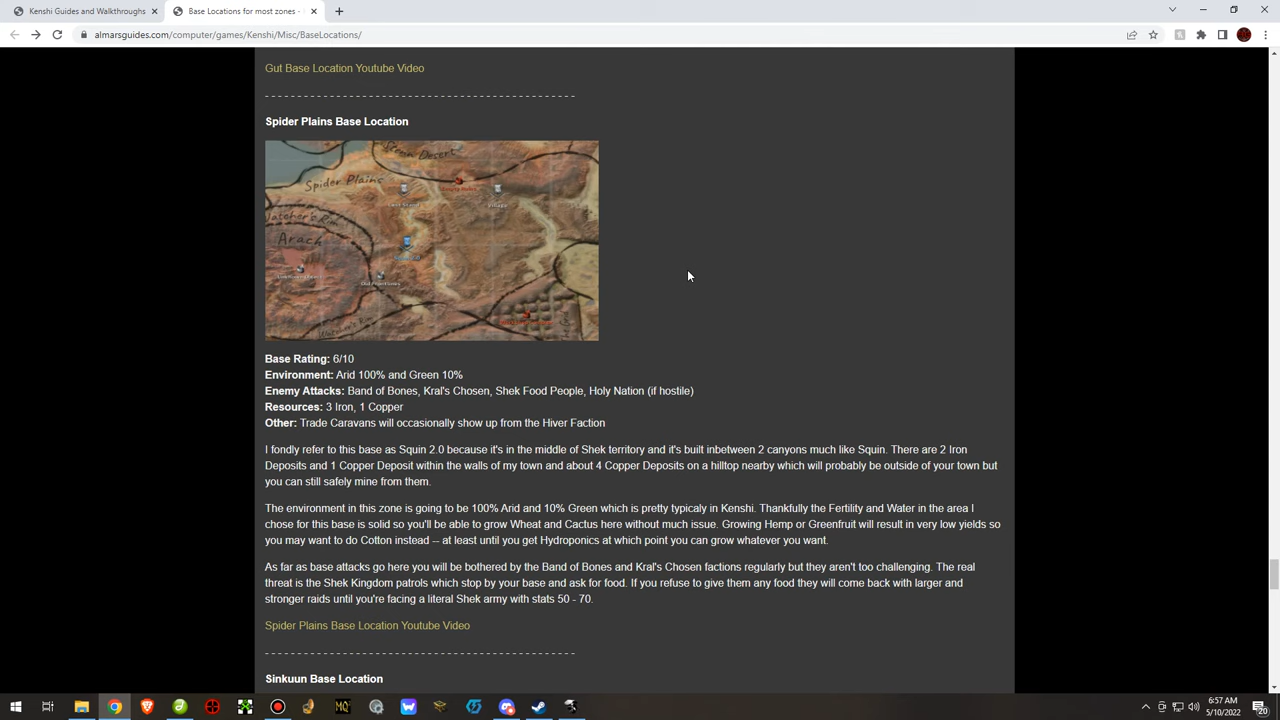 Kenshi Guides and Walkthroughs
Base Locations for most zones -
almarsguides.com/computer/games/Kenshi/Misc/BaseLocations/
Gut Base Location Youtube Video
- - - - - - - - - - - - - - - - - - - - - - - - - - - - - - - - - - - - - - - - - - - - - - -
Spider Plains Base Location
Spider Plains
Village
Arach
Base Rating: 6/10
Environment: Arid 100% and Green 10%
Enemy Attacks: Band of Bones, Kral's Chosen, Shek Food People, Holy Nation (if hostile)
Resources: 3 Iron, 1 Copper
Other: Trade Caravans will occasionally show up from the Hiver Faction
I fondly refer to this base as Squin 2.0 because it's in the middle of Shek territory and it's built inbetween 2 canyons much like Squin. There are 2 Iron
Deposits and 1 Copper Deposit within the walls of my town and about 4 Copper Deposits on a hilltop nearby which will probably be outside of your town but
you can still safely mine from them.
The environment in this zone is going to be 100% Arid and 10% Green which is pretty typicaly in Kenshi. Thankfully the Fertility and Water in the area I
chose for this base is solid so you'll be able to grow Wheat and Cactus here without much issue. Growing Hemp or Greenfruit will result in very low yields so
you may want to do Cotton instead -- at least until you get Hydroponics at which point you can grow whatever you want.
As far as base attacks go here you will be bothered by the Band of Bones and Kral's Chosen factions regularly but they aren't too challenging. The real
threat is the Shek Kingdom patrols which stop by your base and ask for food. If you refuse to give them any food they will come back with larger and
stronger raids until you're facing a literal Shek army with stats 50 - 70.
Spider Plains Base Location Youtube Video
- - - - - - - - - - - - - - - - - - - - - - - - - - - - - - - - - - - - - - - - - - - - - - -
Sinkuun Base Location
MQ
6:57 AM
5/10/2022
20